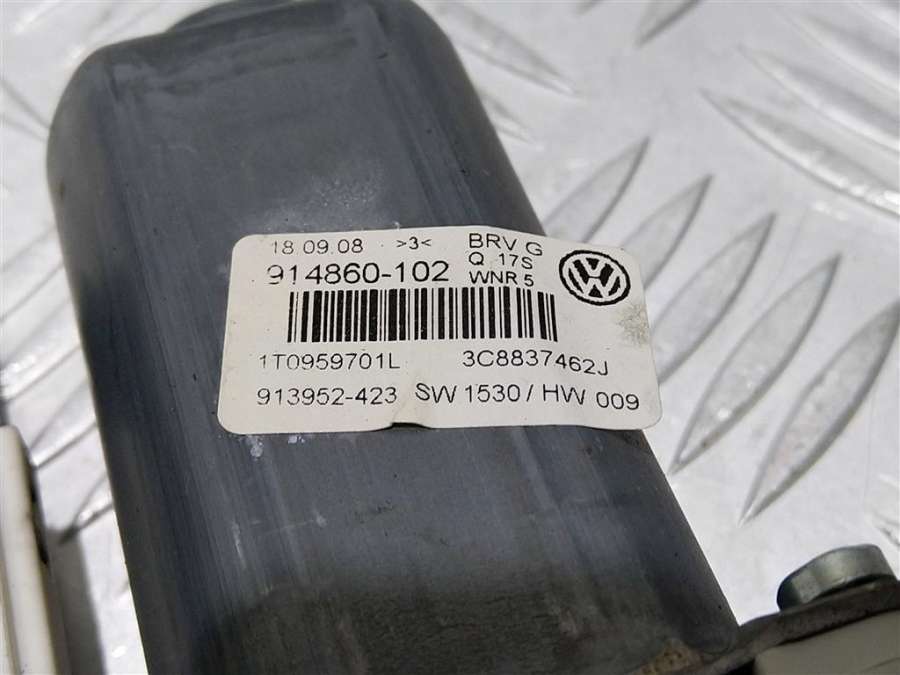 18.09.08 >3< BRV G
Q 17S
914860-102 WNR 5
1T0959701L 3C8837462J
913952-423 SW 1530 / HW 009